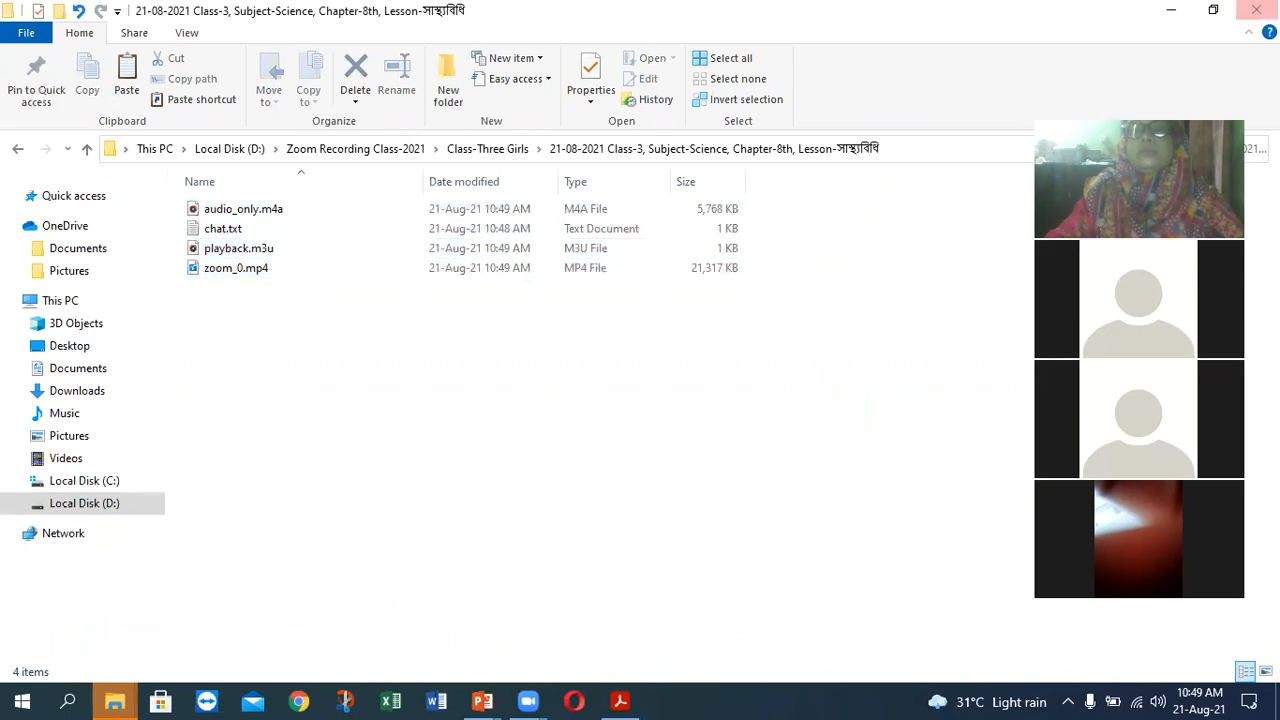 21-08-2021 Class-3, Subject-Science, Chapter-8th, Lesson-সাস্থ্যবিধি
File Home Share View
Pin to Quick access
Copy
Paste
Cut
Copy path
Paste shortcut
Clipboard
Move to
Copy to
Delete
Rename
Organize
New folder
New item
Easy access
New
Properties
Open
Edit
History
Open
Select all
Select none
Invert selection
Select
This PC Local Disk (D:) Zoom Recording Class-2021 Class-Three Girls 21-08-2021 Class-3, Subject-Science, Chapter-8th, Lesson-সাস্থ্যবিধি
021...
Name Date modified Type Size
audio_only.m4a 21-Aug-21 10:49 AM M4A File 5,768 KB
chat.txt 21-Aug-21 10:48 AM Text Document 1 KB
playback.m3u 21-Aug-21 10:49 AM M3U File 1 KB
zoom_0.mp4 21-Aug-21 10:49 AM MP4 File 21,317 KB
Quick access
OneDrive
Documents
Pictures
This PC
3D Objects
Desktop
Documents
Downloads
Music
Pictures
Videos
Local Disk (C:)
Local Disk (D:)
Network
4 items
31°C Light rain
10:49 AM
21-Aug-21